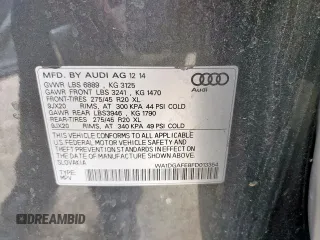 MFD. BY AUDI AG 12 14
GVWR LBS 6889 , KG 3125
GAWR FRONT LBS 3241 , KG 1470
FRONT-TIRES 275/45 R20 XL
9JX20 RIMS, AT 300 KPA 44 PSI COLD
GAWR REAR LBS3946 , KG 1790
REAR-TIRES 275/45 R20 XL
9JX20 RIMS, AT 340 KPA 49 PSI COLD
THIS VEHICLE CONFORMS TO ALL APPLICABLE
U.S. FEDERAL MOTOR VEHICLE SAFETY AND
THEFT PREVENTION STANDARDS IN EFFECT ON
THE DATE OF MANUFACTURE SHOWN ABOVE.
SLOVAKIA
TYPE:
MPV
Audi